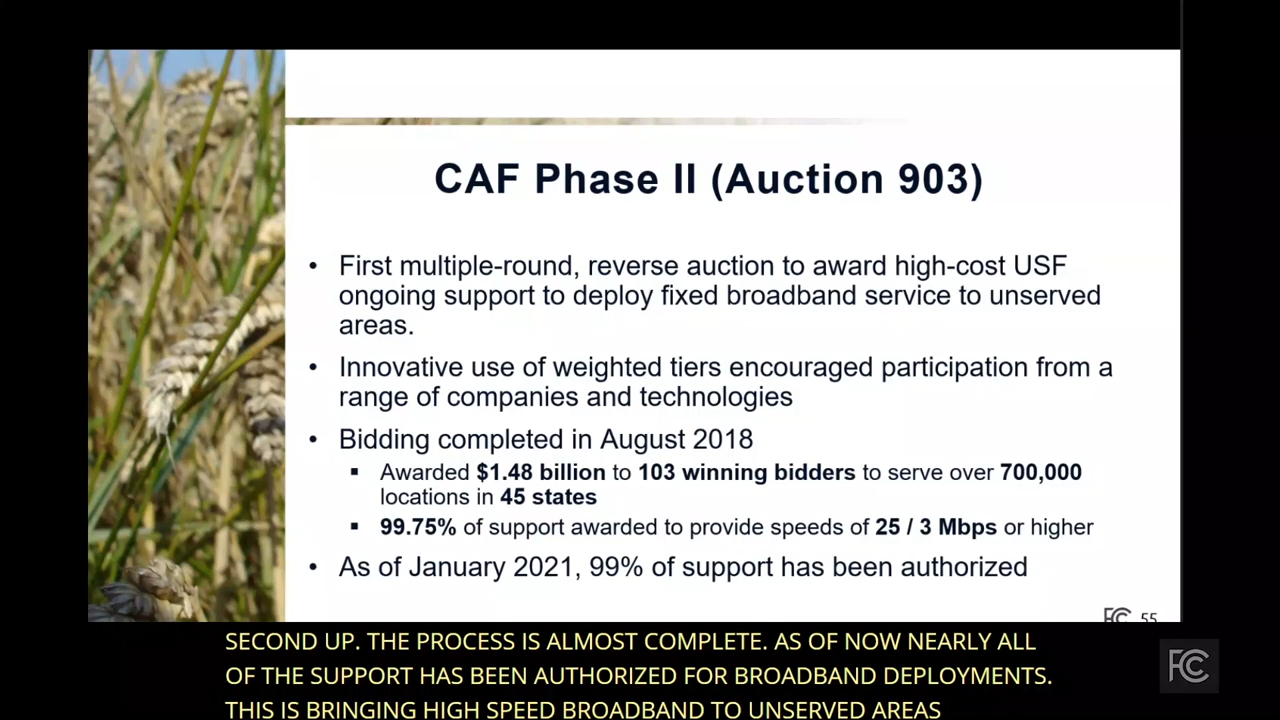 CAF Phase II (Auction 903)
• First multiple-round, reverse auction to award high-cost USF
ongoing support to deploy fixed broadband service to unserved
areas.
• Innovative use of weighted tiers encouraged participation from a
range of companies and technologies
• Bidding completed in August 2018
▪ Awarded $1.48 billion to 103 winning bidders to serve over 700,000
locations in 45 states
▪ 99.75% of support awarded to provide speeds of 25 / 3 Mbps or higher
• As of January 2021, 99% of support has been authorized
FC 55
SECOND UP. THE PROCESS IS ALMOST COMPLETE. AS OF NOW NEARLY ALL
OF THE SUPPORT HAS BEEN AUTHORIZED FOR BROADBAND DEPLOYMENTS.
THIS IS BRINGING HIGH SPEED BROADBAND TO UNSERVED AREAS
FC